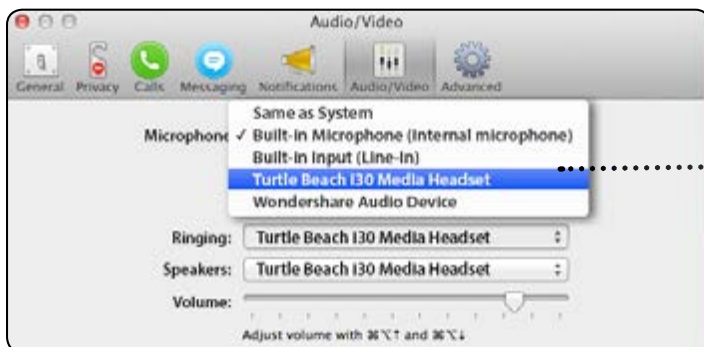 Audio/Video
General Privacy Calls Messaging Notifications Audio/Video Advanced
Same as System
Microphone ✓ Built-in Microphone (Internal microphone)
Built-in Input (Line-In)
Turtle Beach i30 Media Headset
Wondershare Audio Device
Ringing: Turtle Beach i30 Media Headset
Speakers: Turtle Beach i30 Media Headset
Volume:
Adjust volume with ⌘⌥↑ and ⌘⌥↓